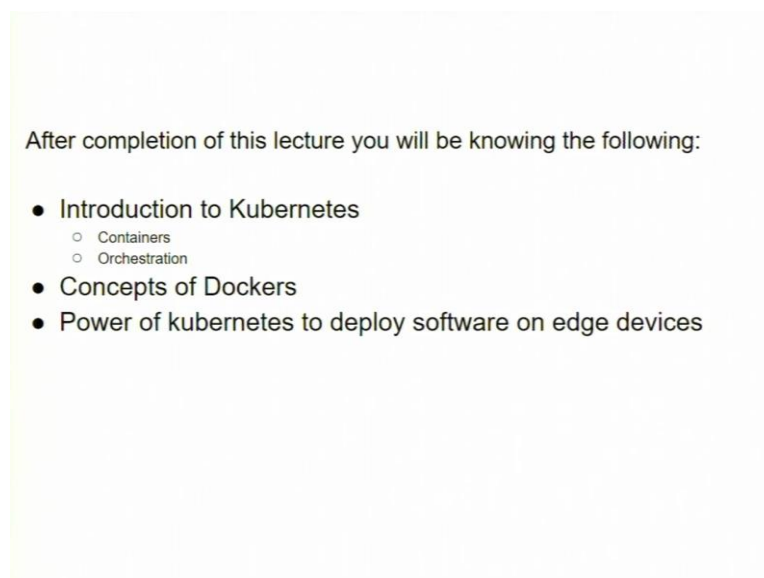 After completion of this lecture you will be knowing the following:
● Introduction to Kubernetes
○ Containers
○ Orchestration
● Concepts of Dockers
● Power of kubernetes to deploy software on edge devices